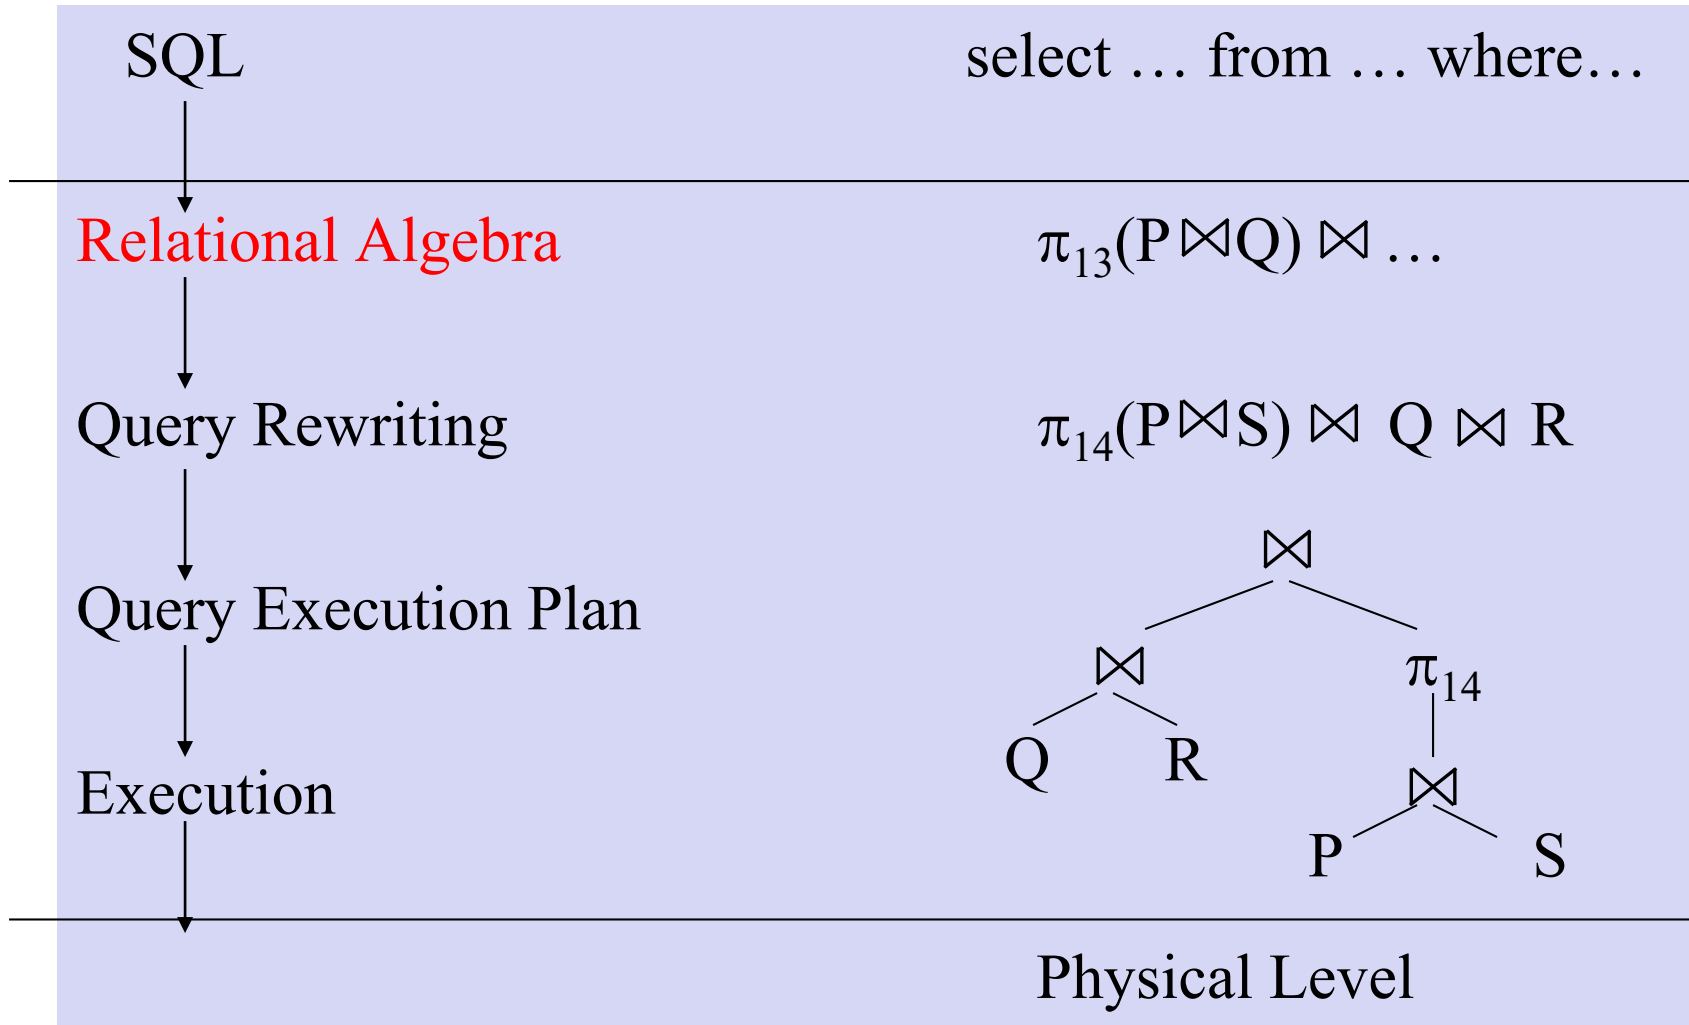 SQL select … from … where…
Relational Algebra π13(P⋈Q) ⋈ …
Query Rewriting π14(P⋈S) ⋈ Q ⋈ R
⋈
Query Execution Plan
⋈ π14
Q R
Execution ⋈
P S
Physical Level